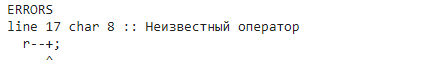 ERRORS
line 17 char 8 :: Неизвестный оператор
r--+;
^